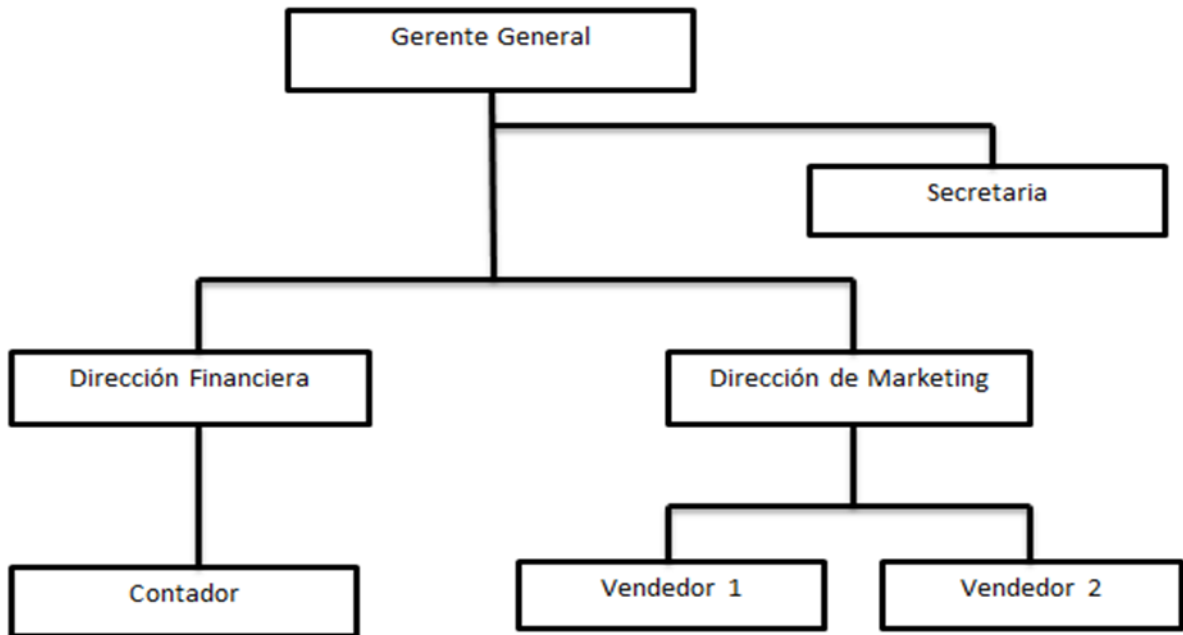 Gerente General
Secretaria
Dirección Financiera
Dirección de Marketing
Contador
Vendedor 1
Vendedor 2